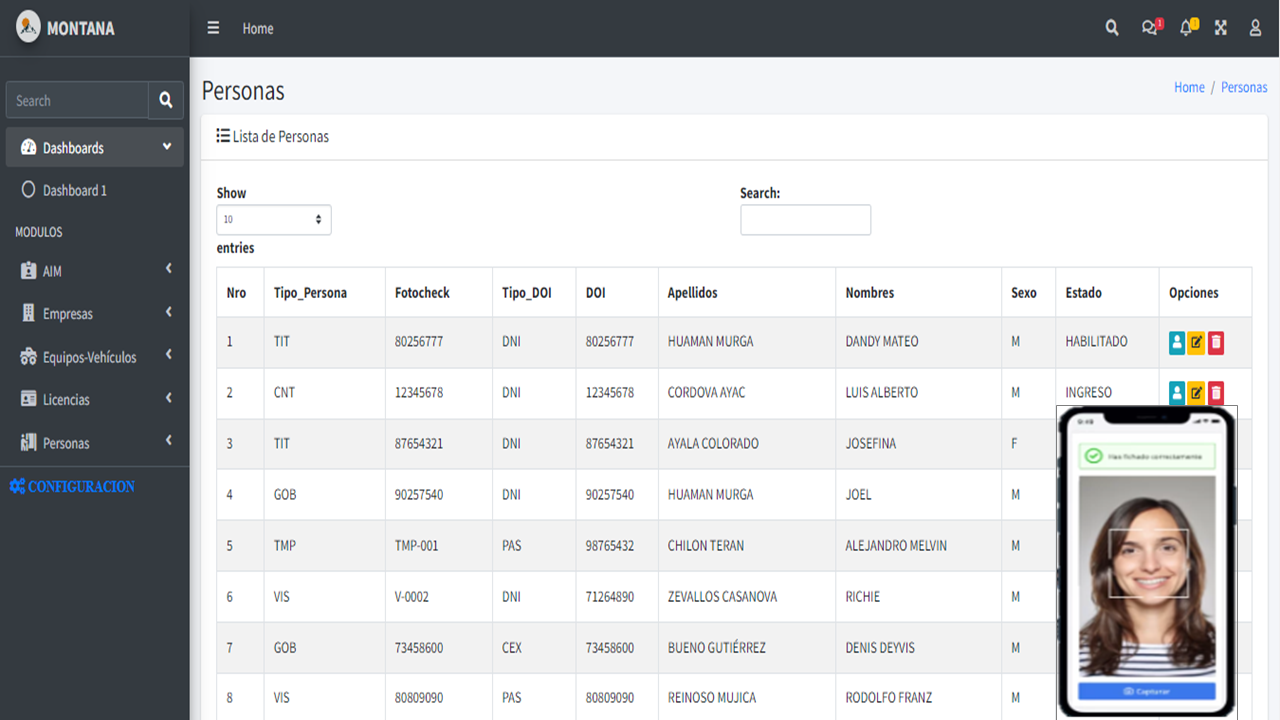 MONTANA
Home
1
Search
Dashboards
Dashboard 1
MODULOS
AIM
Empresas
Equipos-Vehículos
Licencias
Personas
CONFIGURACION
Personas
Home / Personas
Lista de Personas
Show
10
entries
Search:
Nro Tipo_Persona Fotocheck Tipo_DOI DOI Apellidos Nombres Sexo Estado Opciones
1 TIT 80256777 DNI 80256777 HUAMAN MURGA DANDY MATEO M HABILITADO
2 CNT 12345678 DNI 12345678 CORDOVA AYAC LUIS ALBERTO M INGRESO
3 TIT 87654321 DNI 87654321 AYALA COLORADO JOSEFINA F
4 GOB 90257540 DNI 90257540 HUAMAN MURGA JOEL M
5 TMP TMP-001 PAS 98765432 CHILON TERAN ALEJANDRO MELVIN M
6 VIS V-0002 DNI 71264890 ZEVALLOS CASANOVA RICHIE M
7 GOB 73458600 CEX 73458600 BUENO GUTIÉRREZ DENIS DEYVIS M
8 VIS 80809090 PAS 80809090 REINOSO MUJICA RODOLFO FRANZ M
Has fichado correctamente
Capturar